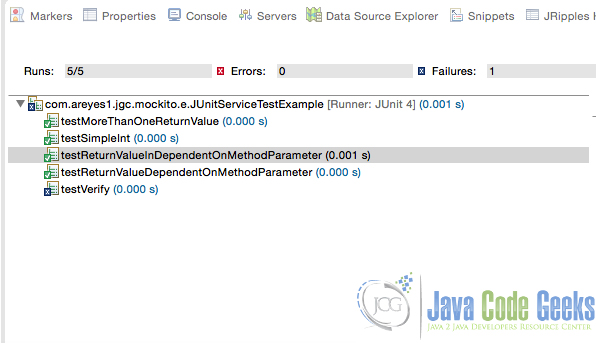 Markers Properties Console Servers Data Source Explorer Snippets JRipples H
Runs: 5/5 Errors: 0 Failures: 1
com.areyes1.jgc.mockito.e.JUnitServiceTestExample [Runner: JUnit 4] (0.001 s)
testMoreThanOneReturnValue (0.000 s)
testSimpleInt (0.000 s)
testReturnValueInDependentOnMethodParameter (0.001 s)
testReturnValueDependentOnMethodParameter (0.000 s)
testVerify (0.000 s)
JCG Java Code Geeks
JAVA 2 JAVA DEVELOPERS RESOURCE CENTER